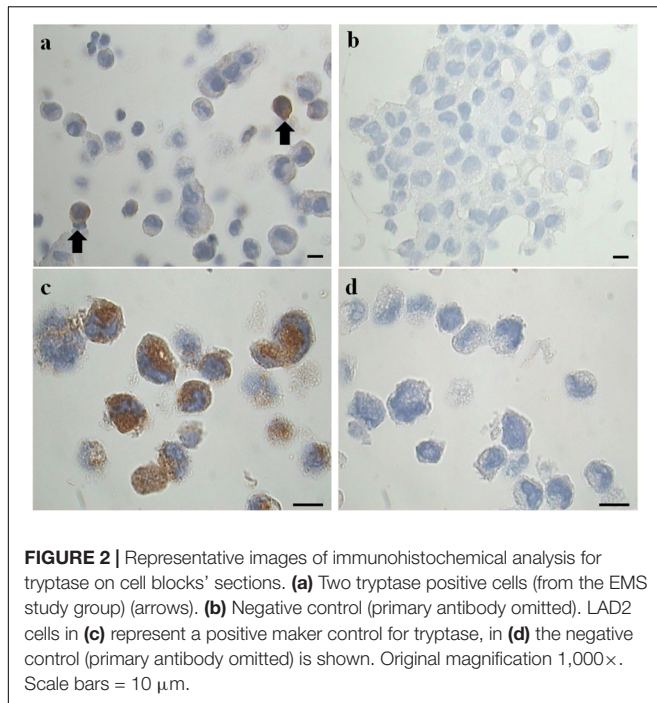 a
b
c
d
FIGURE 2 | Representative images of immunohistochemical analysis for
tryptase on cell blocks' sections. (a) Two tryptase positive cells (from the EMS
study group) (arrows). (b) Negative control (primary antibody omitted). LAD2
cells in (c) represent a positive maker control for tryptase, in (d) the negative
control (primary antibody omitted) is shown. Original magnification 1,000×.
Scale bars = 10 μm.